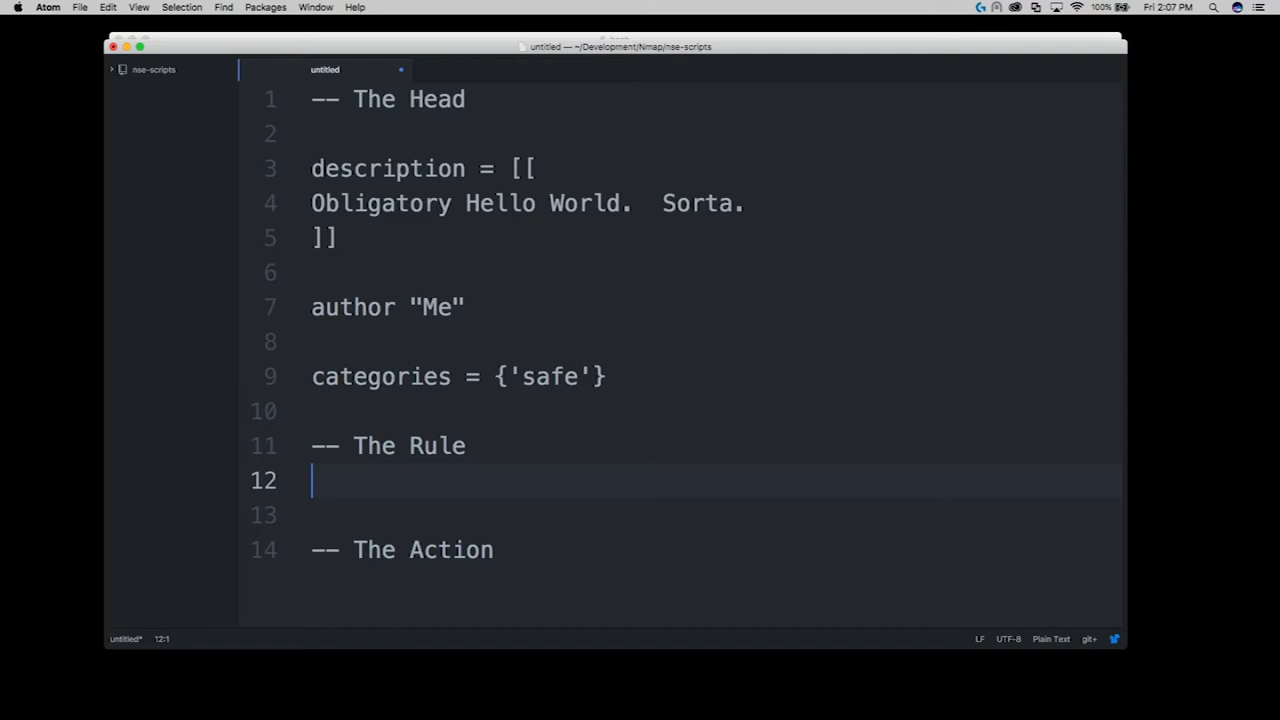 Atom File Edit View Selection Find Packages Window Help 100% Fri 2:07 PM
untitled — ~/Development/Nmap/nse-scripts
nse-scripts
untitled
1 -- The Head
2
3 description = [[
4 Obligatory Hello World.  Sorta.
5 ]]
6
7 author "Me"
8
9 categories = {'safe'}
10
11 -- The Rule
12
13
14 -- The Action
untitled* 12:1 LF UTF-8 Plain Text git+